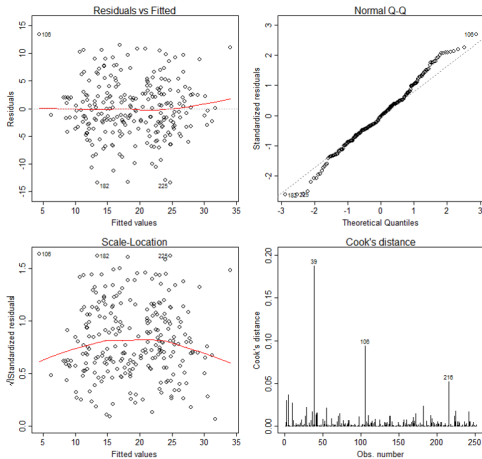 Residuals vs Fitted
Residuals
15
10
5
0
-5
-10
-15
106
182
225
5 10 15 20 25 30 35
Fitted values
Normal Q-Q
Standardized residuals
3
2
1
0
-1
-2
106
182
225
-3 -2 -1 0 1 2 3
Theoretical Quantiles
Scale-Location
√|Standardized residuals|
1.5
1.0
0.5
0.0
106
182
225
5 10 15 20 25 30 35
Fitted values
Cook's distance
Cook's distance
0.20
0.15
0.10
0.05
0.00
39
106
216
0 50 100 150 200 250
Obs. number